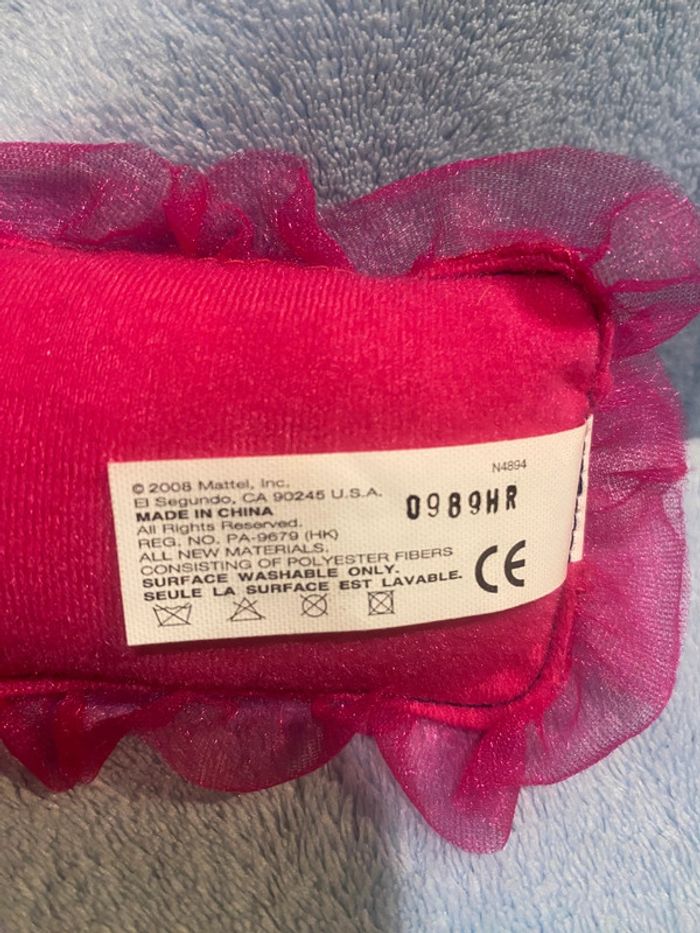 N4894
© 2008 Mattel, Inc.
El Segundo, CA 90245 U.S.A.
0989HR
MADE IN CHINA
All Rights Reserved.
REG. NO. PA-9679 (HK)
ALL NEW MATERIALS.
CONSISTING OF POLYESTER FIBERS
SURFACE WASHABLE ONLY.
SEULE LA SURFACE EST LAVABLE.
CE